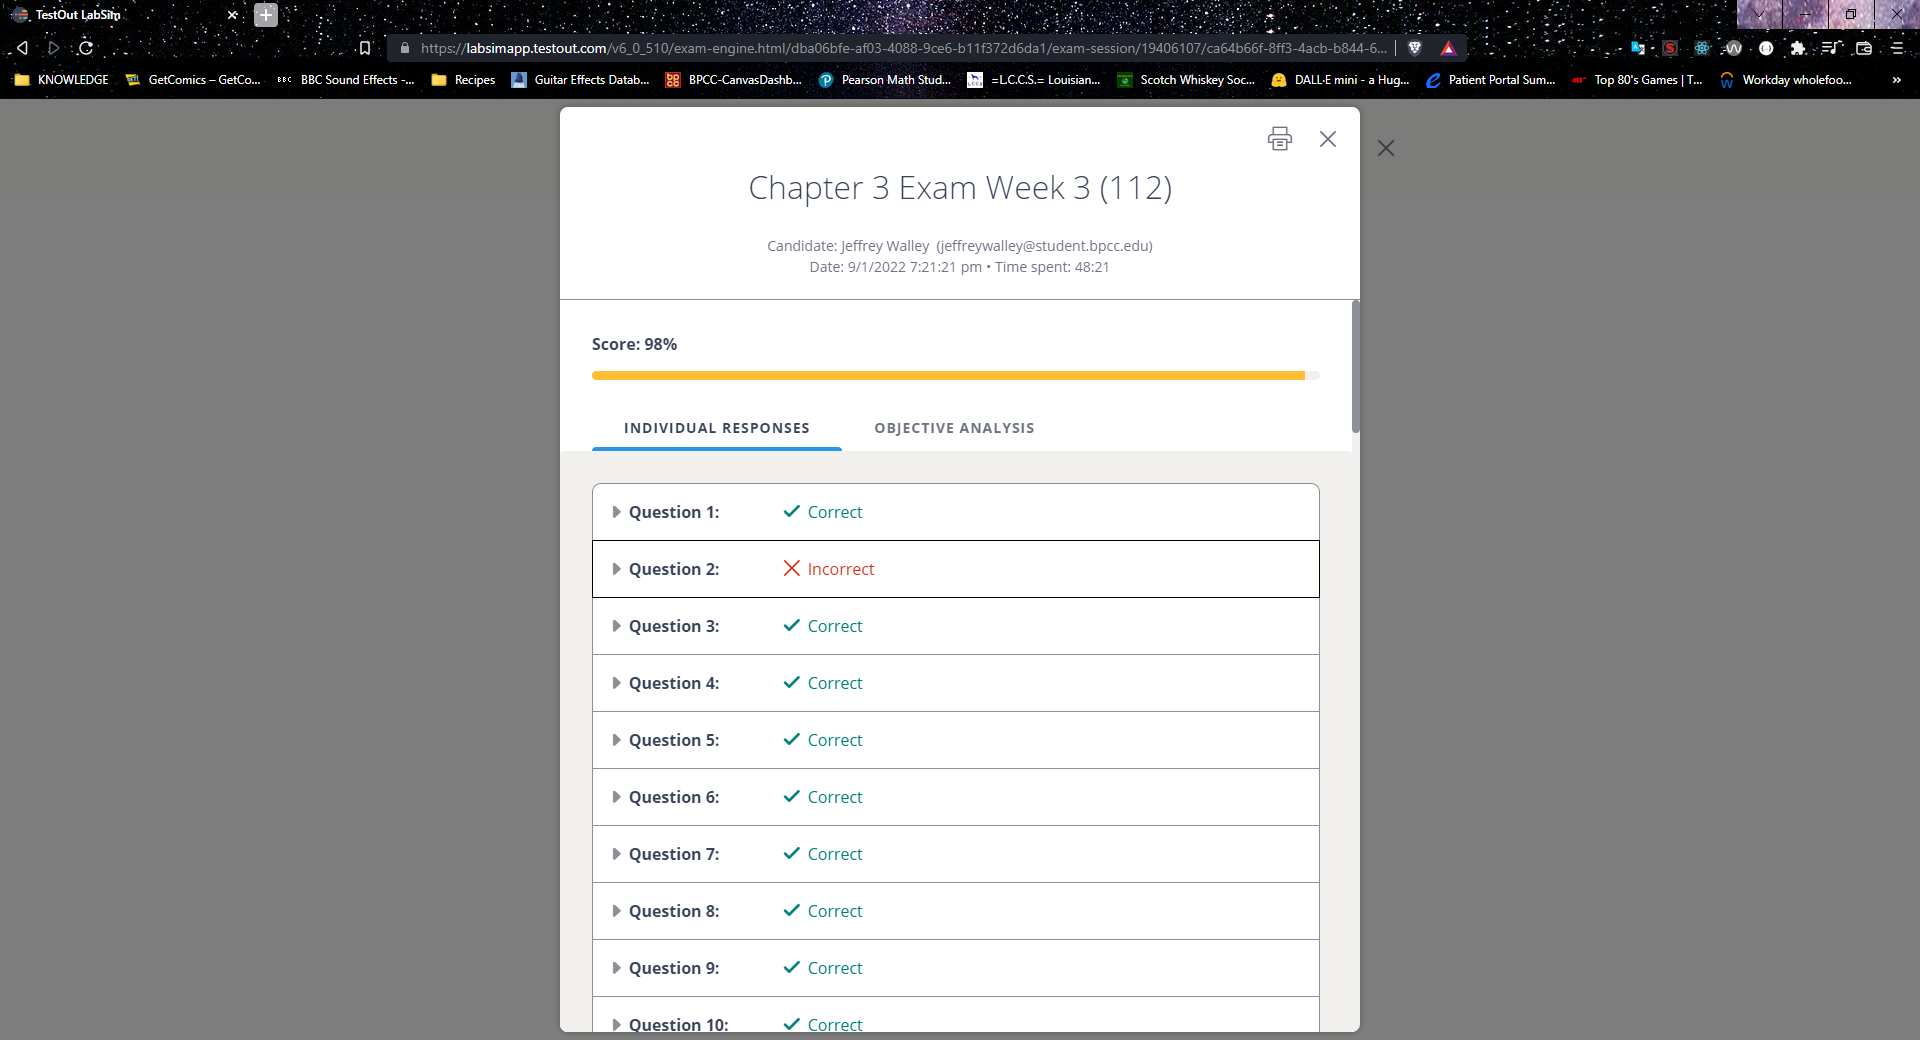 TestOut LabSim
https://labsimapp.testout.com/v6_0_510/exam-engine.html/dba06bfe-af03-4088-9ce6-b11f372d6da1/exam-session/19406107/ca64b66f-8ff3-4acb-b844-6...
KNOWLEDGE GetComics – GetCo... BBC BBC Sound Effects -... Recipes Guitar Effects Datab... BPCC-CanvasDashb... Pearson Math Stud... =L.C.C.S.= Louisian... Scotch Whiskey Soc... DALL·E mini - a Hug... Patient Portal Sum... Top 80's Games | T... Workday wholefoo... »
Chapter 3 Exam Week 3 (112)
Candidate: Jeffrey Walley (jeffreywalley@student.bpcc.edu)
Date: 9/1/2022 7:21:21 pm • Time spent: 48:21
Score: 98%
INDIVIDUAL RESPONSES OBJECTIVE ANALYSIS
Question 1: Correct
Question 2: Incorrect
Question 3: Correct
Question 4: Correct
Question 5: Correct
Question 6: Correct
Question 7: Correct
Question 8: Correct
Question 9: Correct
Question 10: Correct